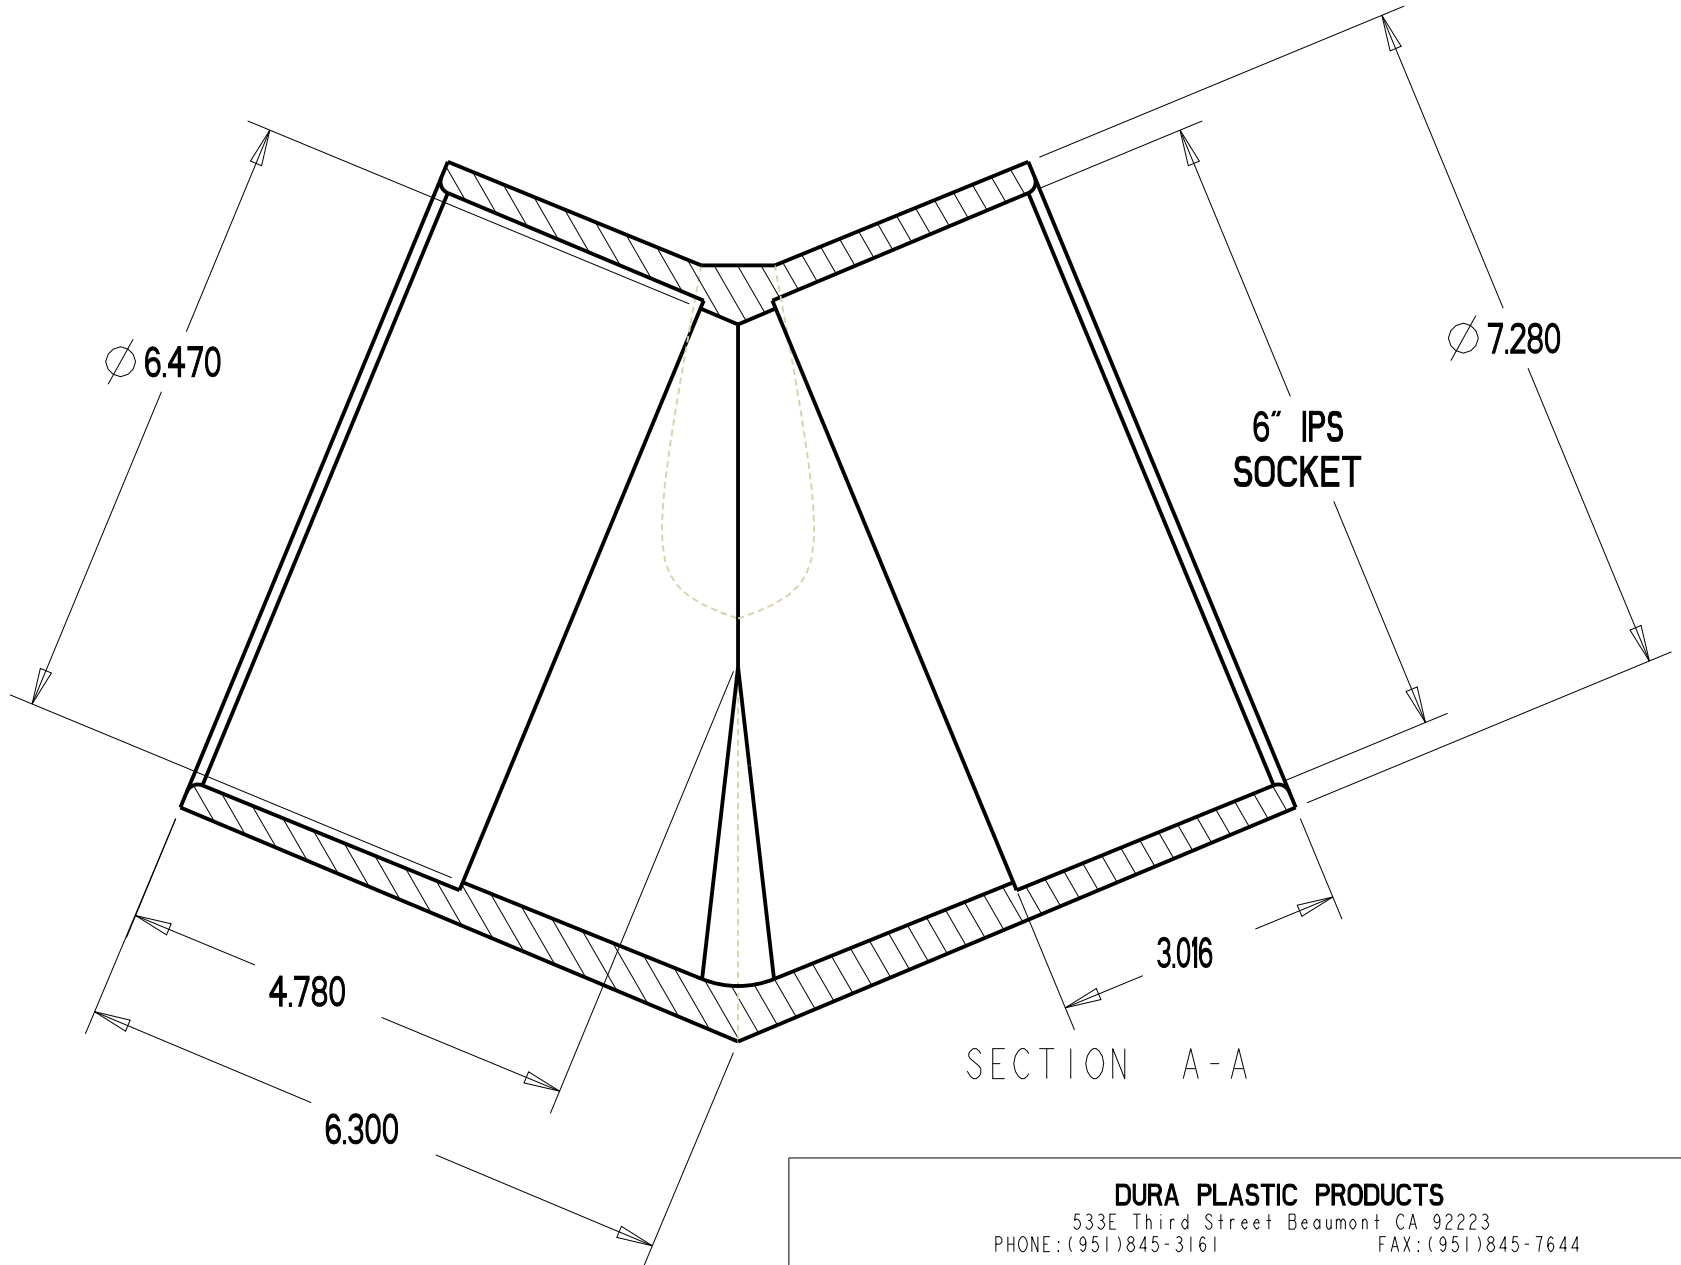 ⌀ 6.470
⌀ 7.280
6″ IPS
SOCKET
4.780
3.016
6.300
SECTION A-A
DURA PLASTIC PRODUCTS
533E Third Street Beaumont CA 92223
PHONE:(951)845-3161 FAX:(951)845-7644